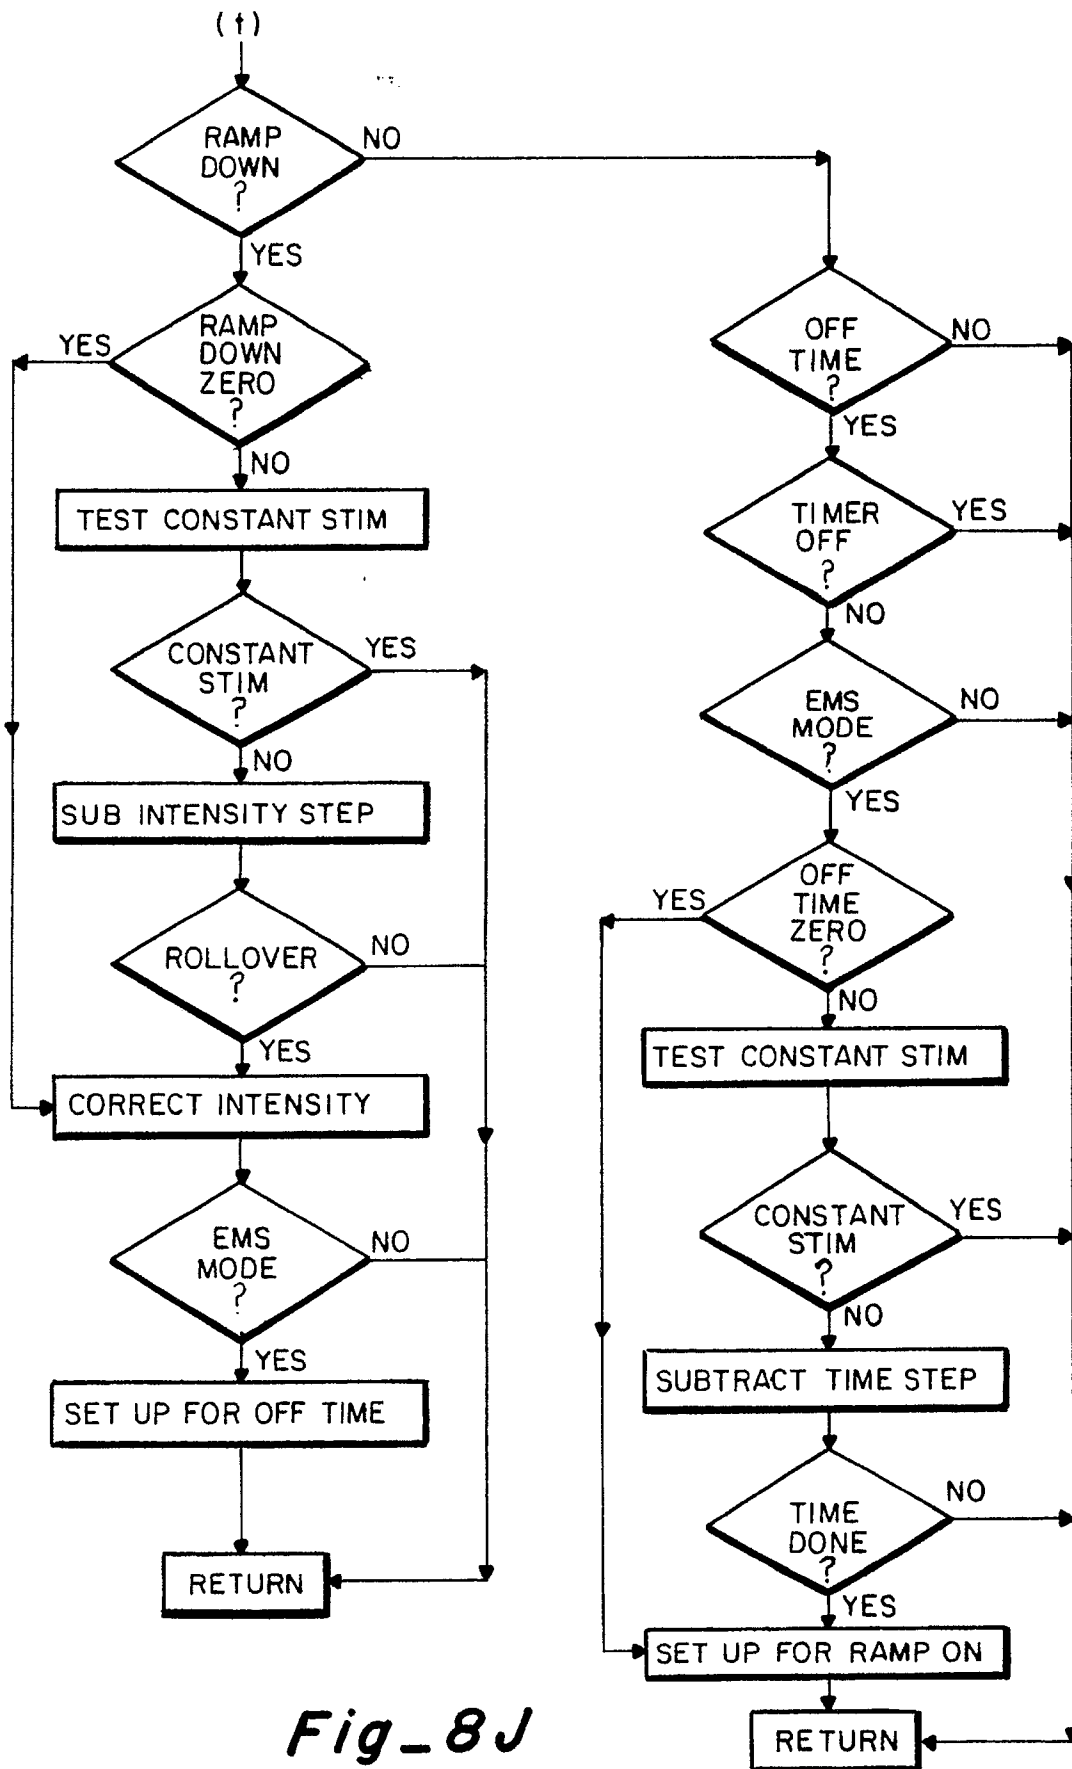 (t)
RAMP
DOWN
?
NO
YES
RAMP
DOWN
ZERO
?
YES
NO
TEST CONSTANT STIM
CONSTANT
STIM
?
YES
NO
SUB INTENSITY STEP
ROLLOVER
?
NO
YES
CORRECT INTENSITY
EMS
MODE
?
NO
YES
SET UP FOR OFF TIME
RETURN
OFF
TIME
?
NO
YES
TIMER
OFF
?
YES
NO
EMS
MODE
?
NO
YES
OFF
TIME
ZERO
?
YES
NO
TEST CONSTANT STIM
CONSTANT
STIM
?
YES
NO
SUBTRACT TIME STEP
TIME
DONE
?
NO
YES
SET UP FOR RAMP ON
RETURN
Fig_8J